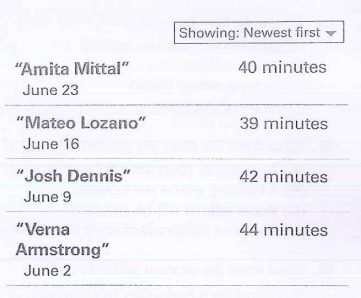 Showing: Newest first
"Amita Mittal" 40 minutes
June 23
"Mateo Lozano" 39 minutes
June 16
"Josh Dennis" 42 minutes
June 9
"Verna 44 minutes
Armstrong"
June 2